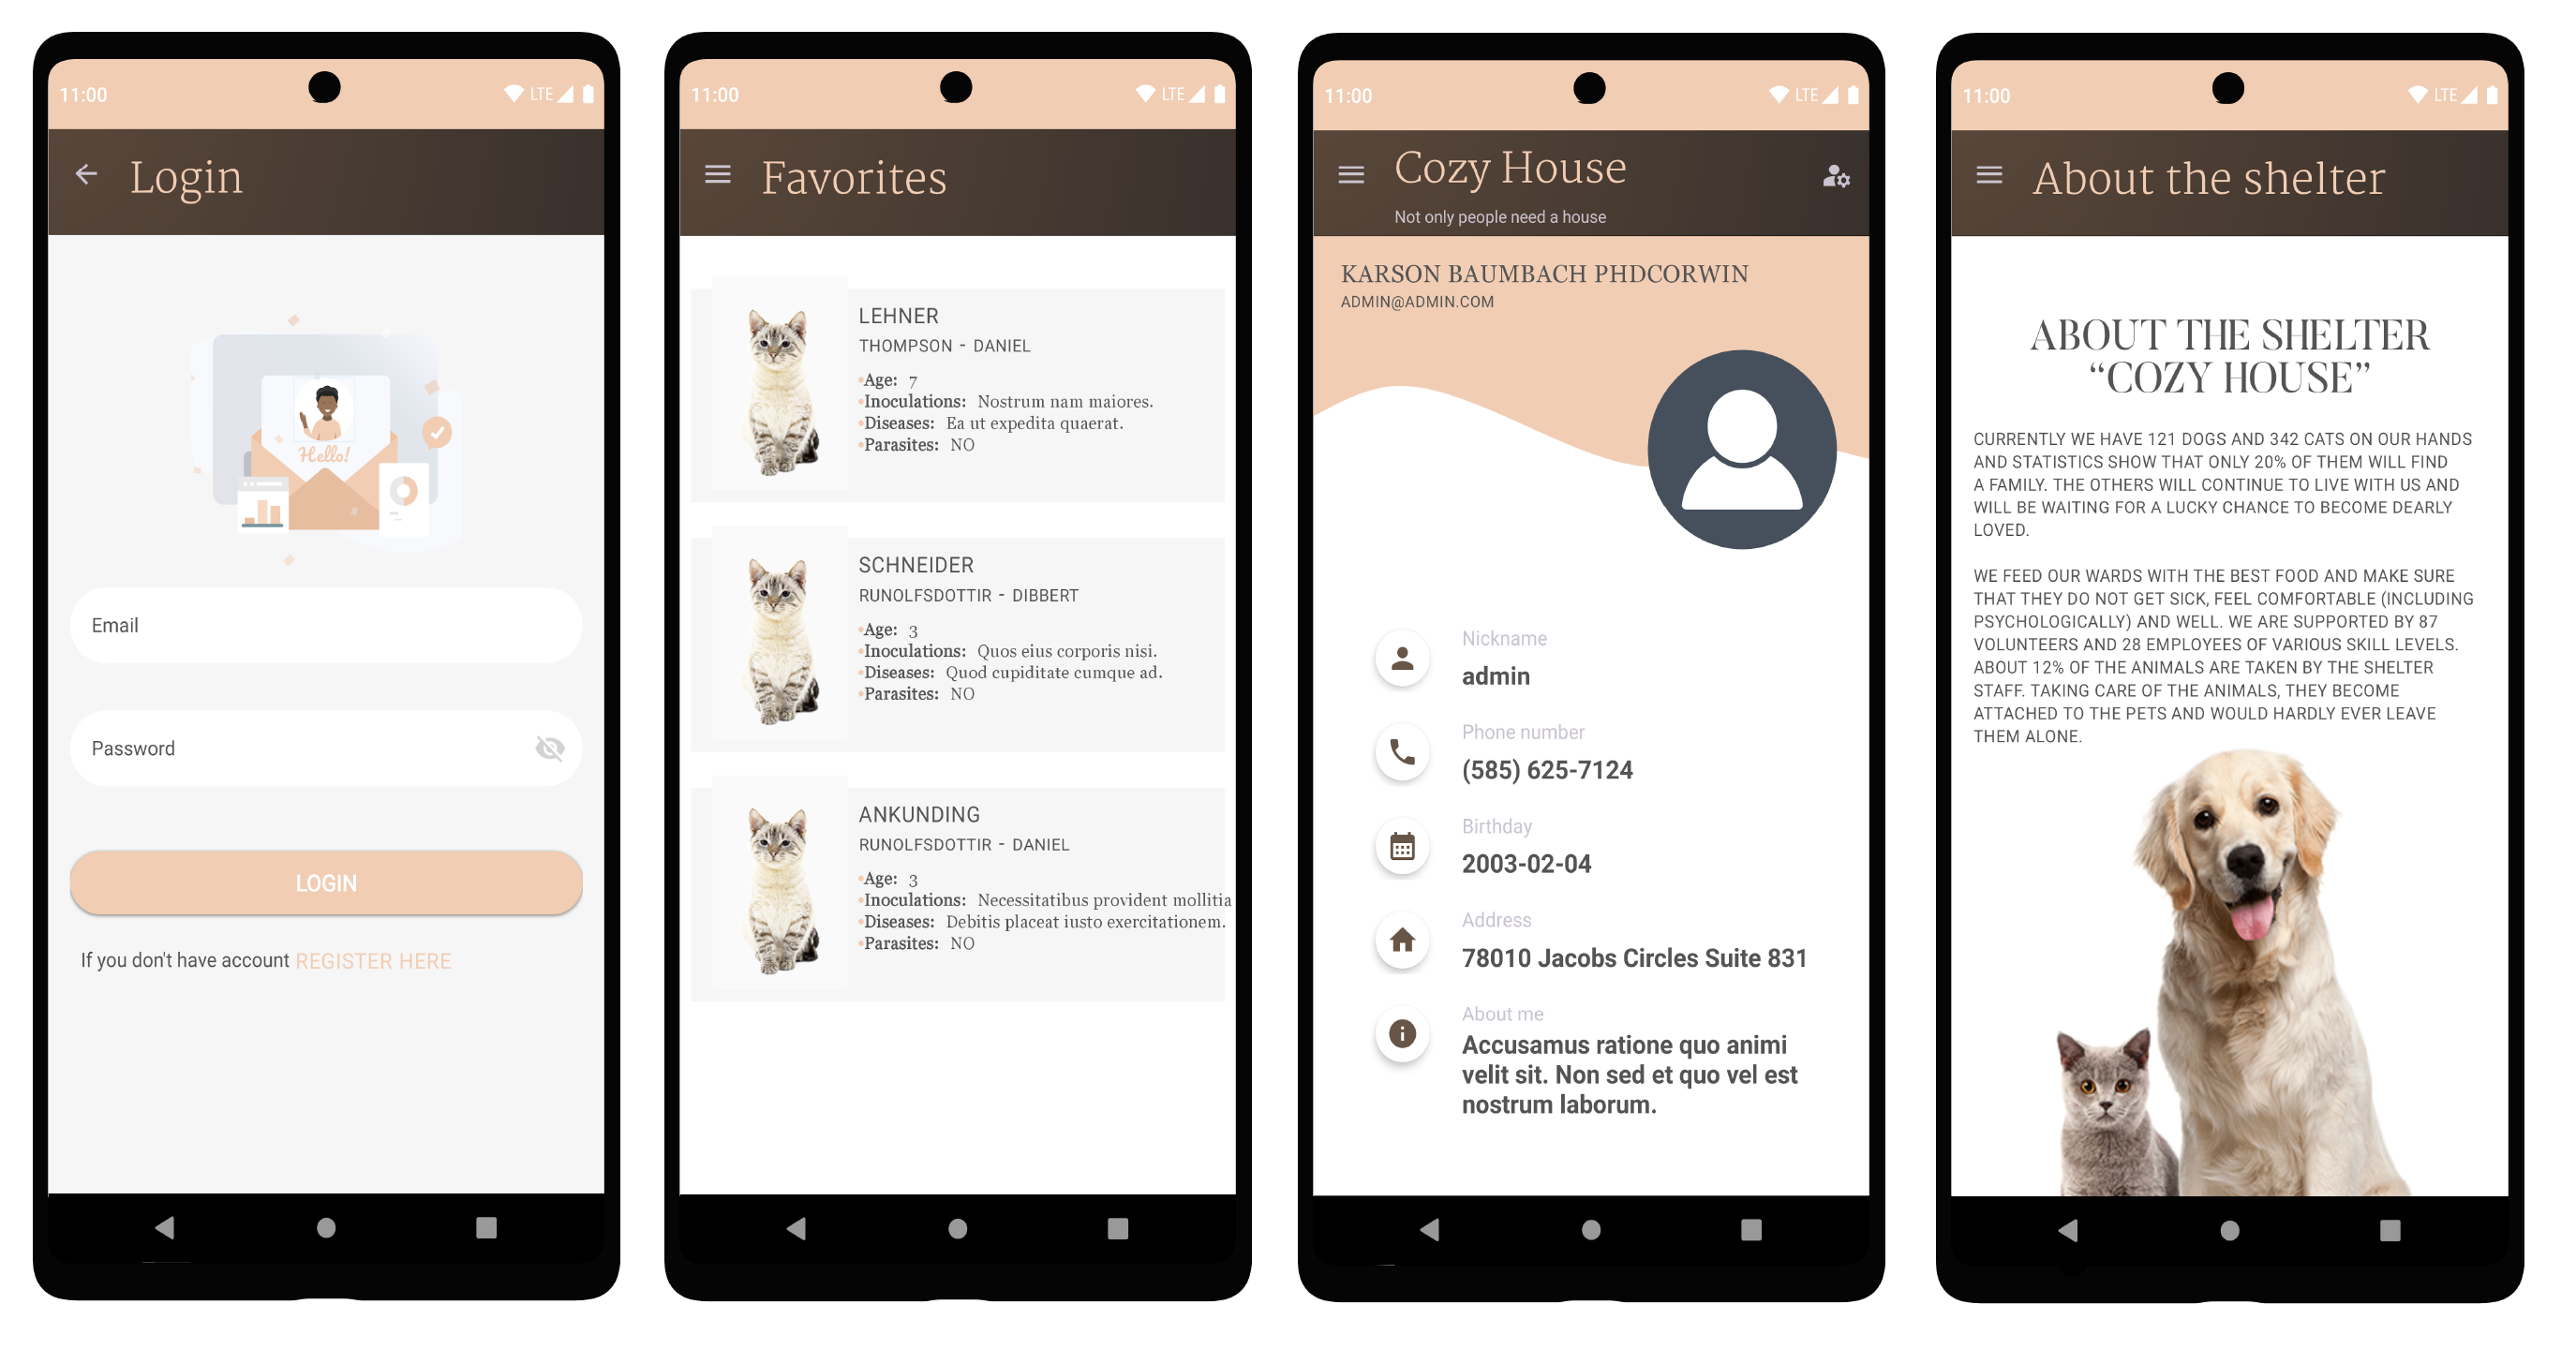 11:00
LTE
Login
Hello!
Email
Password
LOGIN
If you don't have account REGISTER HERE
11:00
LTE
Favorites
LEHNER
THOMPSON - DANIEL
•Age: 7
•Inoculations: Nostrum nam maiores.
•Diseases: Ea ut expedita quaerat.
•Parasites: NO
SCHNEIDER
RUNOLFSDOTTIR - DIBBERT
•Age: 3
•Inoculations: Quos eius corporis nisi.
•Diseases: Quod cupiditate cumque ad.
•Parasites: NO
ANKUNDING
RUNOLFSDOTTIR - DANIEL
•Age: 3
•Inoculations: Necessitatibus provident mollitia
•Diseases: Debitis placeat iusto exercitationem.
•Parasites: NO
11:00
LTE
Cozy House
Not only people need a house
KARSON BAUMBACH PHDCORWIN
ADMIN@ADMIN.COM
Nickname
admin
Phone number
(585) 625-7124
Birthday
2003-02-04
Address
78010 Jacobs Circles Suite 831
About me
Accusamus ratione quo animi
velit sit. Non sed et quo vel est
nostrum laborum.
11:00
LTE
About the shelter
ABOUT THE SHELTER
“COZY HOUSE”
CURRENTLY WE HAVE 121 DOGS AND 342 CATS ON OUR HANDS
AND STATISTICS SHOW THAT ONLY 20% OF THEM WILL FIND
A FAMILY. THE OTHERS WILL CONTINUE TO LIVE WITH US AND
WILL BE WAITING FOR A LUCKY CHANCE TO BECOME DEARLY
LOVED.
WE FEED OUR WARDS WITH THE BEST FOOD AND MAKE SURE
THAT THEY DO NOT GET SICK, FEEL COMFORTABLE (INCLUDING
PSYCHOLOGICALLY) AND WELL. WE ARE SUPPORTED BY 87
VOLUNTEERS AND 28 EMPLOYEES OF VARIOUS SKILL LEVELS.
ABOUT 12% OF THE ANIMALS ARE TAKEN BY THE SHELTER
STAFF. TAKING CARE OF THE ANIMALS, THEY BECOME
ATTACHED TO THE PETS AND WOULD HARDLY EVER LEAVE
THEM ALONE.